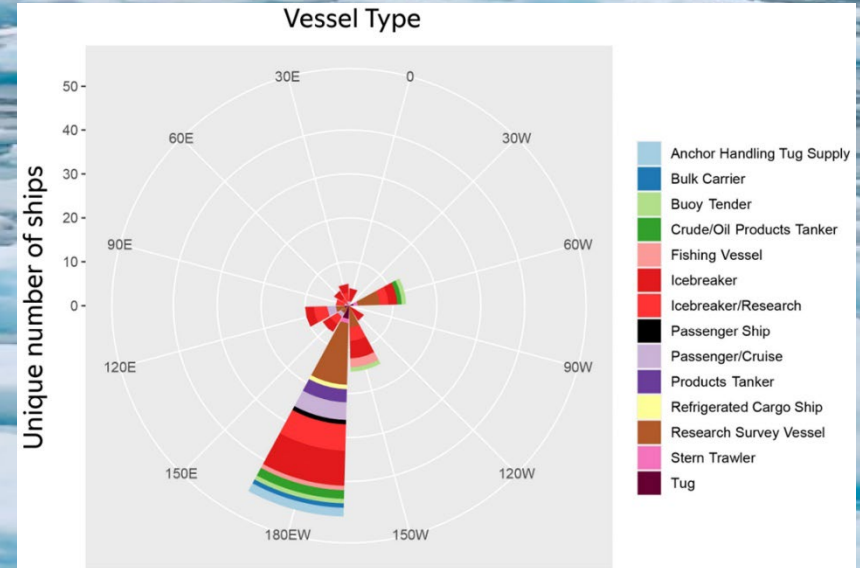 Vessel Type
Unique number of ships
50
40
30
20
10
0
30E
0
60E
30W
90E
60W
120E
90W
150E
120W
180EW
150W
Anchor Handling Tug Supply
Bulk Carrier
Buoy Tender
Crude/Oil Products Tanker
Fishing Vessel
Icebreaker
Icebreaker/Research
Passenger Ship
Passenger/Cruise
Products Tanker
Refrigerated Cargo Ship
Research Survey Vessel
Stern Trawler
Tug